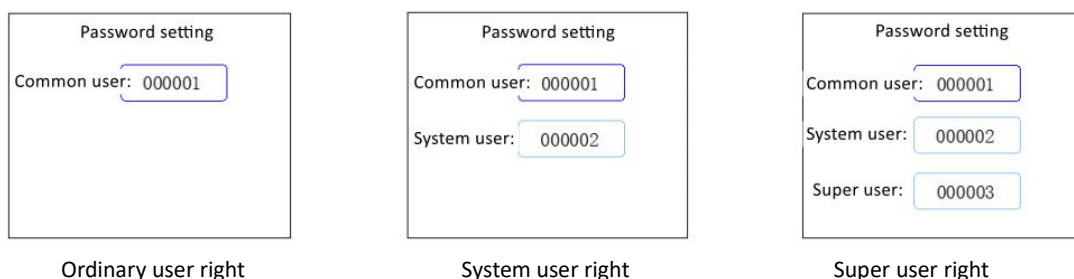 Password setting
Common user: 000001
Ordinary user right
Password setting
Common user: 000001
System user: 000002
System user right
Password setting
Common user: 000001
System user: 000002
Super user: 000003
Super user right